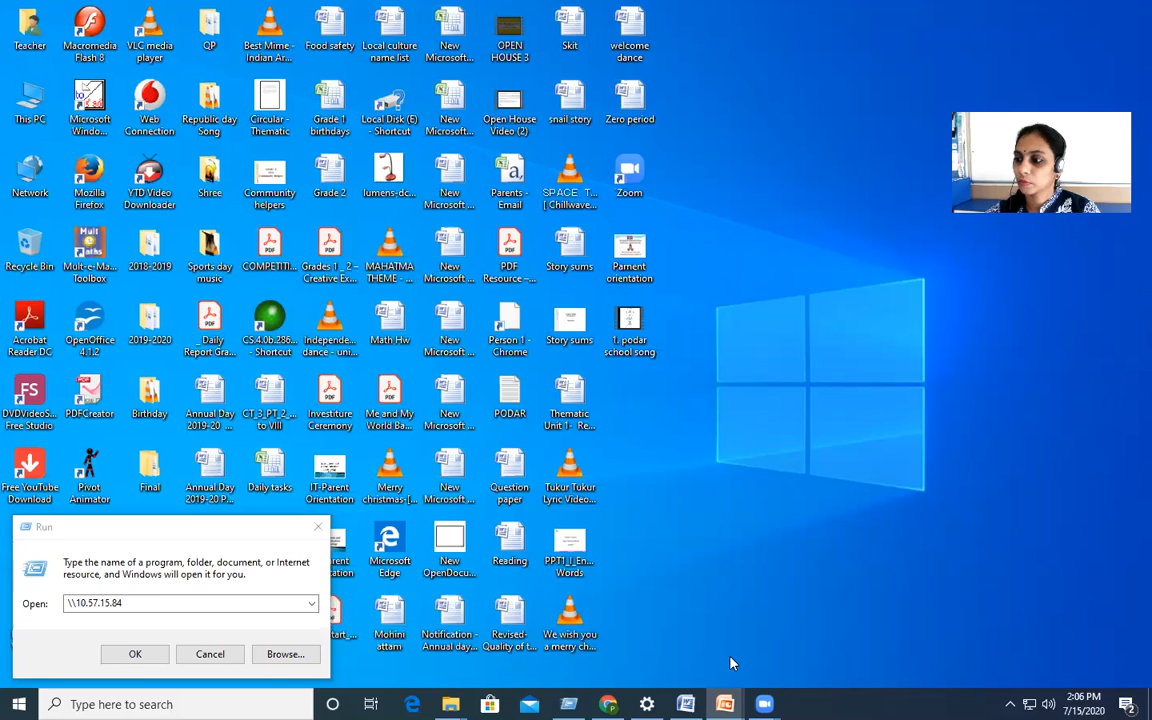 Teacher
Macromedia
Flash 8
VLC media
player
QP
Best Mime -
Indian Ar...
Food safety
Local culture
name list
New
Microsoft...
OPEN
HOUSE 3
Skit
welcome
dance
This PC
Microsoft
Windo...
Web
Connection
Republic day
Song
Circular -
Thematic
Grade 1
birthdays
Local Disk (E)
- Shortcut
New
Microsoft...
Open House
Video (2)
snail story
Zero period
Network
Mozilla
Firefox
YTD Video
Downloader
Shree
Community
helpers
Grade 2
lumens-dc...
New
Microsoft ...
Parents -
Email
SPACE T...
[ Chillwave...
Zoom
Recycle Bin
Mult-e-Ma...
Toolbox
2018-2019
Sports day
music
COMPETITI...
Grades 1_ 2 –
Creative Ex...
MAHATMA
THEME - ...
New
Microsoft ...
PDF
Resource –...
Story sums
Parnent
orientation
Acrobat
Reader DC
OpenOffice
4.1.2
2019-2020
_ Daily
Report Gra...
CS.4.0b.286...
- Shortcut
Independe...
dance - uni...
Math Hw
New
Microsoft ...
Person 1 -
Chrome
Story sums
1. podar
school song
FS
DVDVideoS...
Free Studio
PDFCreator
Birthday
Annual Day
2019-20 ...
CT_3_PT_2_...
to VIII
Investiture
Ceremony
Me and My
World Ba...
New
Microsoft ...
PODAR
Thematic
Unit 1- Re...
Free YouTube
Download
Pivot
Animator
Final
Annual Day
2019-20 P...
Daily tasks
IT-Parent
Orientation
Merry
christmas-[...
New
Microsoft ...
Question
paper
Tukur Tukur
Lyric Video...
Microsoft
Edge
New
OpenDocu...
Reading
PPT1_I_En...
Words
Mohini
attam
Notification -
Annual day...
Revised-
Quality of t...
We wish you
a merry ch...
Run
Type the name of a program, folder, document, or Internet
resource, and Windows will open it for you.
Open: \\10.57.15.84
OK Cancel Browse...
Type here to search
2:06 PM
7/15/2020
2